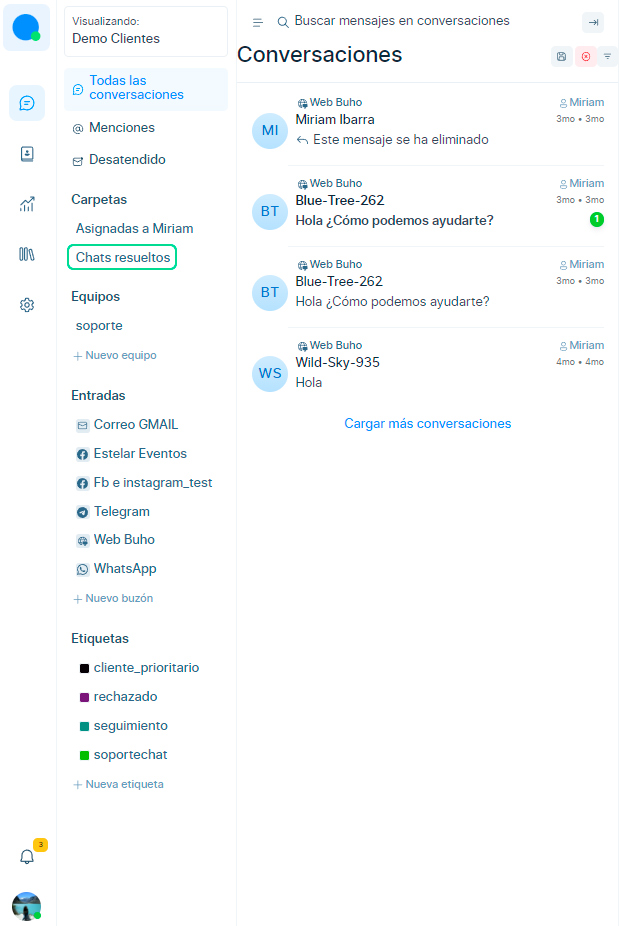 Visualizando:
Demo Clientes
Todas las
conversaciones
Menciones
Desatendido
Carpetas
Asignadas a Miriam
Chats resueltos
Equipos
soporte
+ Nuevo equipo
Entradas
Correo GMAIL
Estelar Eventos
Fb e instagram_test
Telegram
Web Buho
WhatsApp
+ Nuevo buzón
Etiquetas
cliente_prioritario
rechazado
seguimiento
soportechat
+ Nueva etiqueta
3
Buscar mensajes en conversaciones
Conversaciones
Web Buho Miriam
MI Miriam Ibarra 3mo • 3mo
Este mensaje se ha eliminado
Web Buho Miriam
BT Blue-Tree-262 3mo • 3mo
Hola ¿Cómo podemos ayudarte? 1
Web Buho Miriam
BT Blue-Tree-262 3mo • 3mo
Hola ¿Cómo podemos ayudarte?
Web Buho Miriam
WS Wild-Sky-935 4mo • 4mo
Hola
Cargar más conversaciones